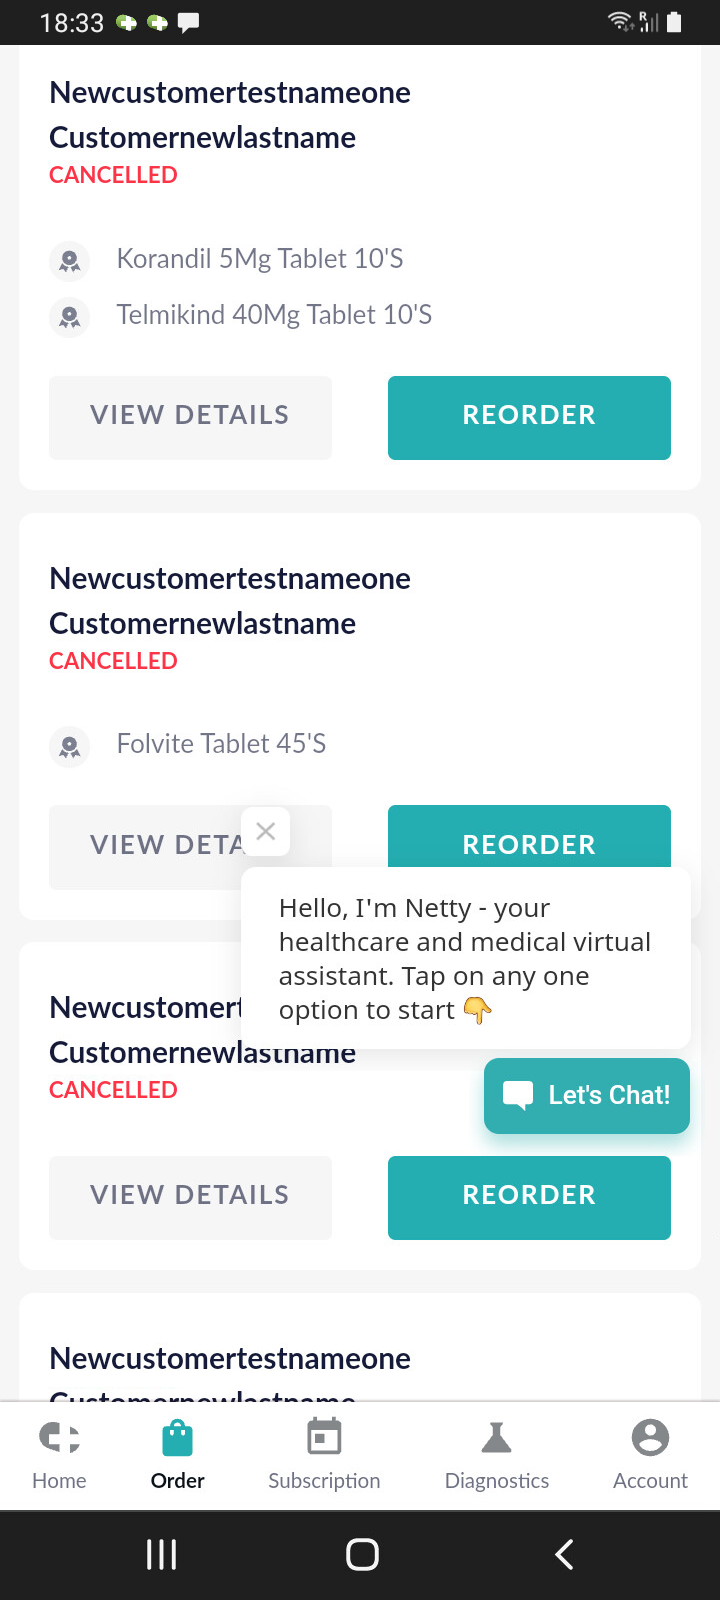 18:33
R
Newcustomertestnameone
Customernewlastname
CANCELLED
Korandil 5Mg Tablet 10'S
Telmikind 40Mg Tablet 10'S
VIEW DETAILS
REORDER
Newcustomertestnameone
Customernewlastname
CANCELLED
Folvite Tablet 45'S
VIEW DETA
REORDER
Hello, I'm Netty - your
healthcare and medical virtual
assistant. Tap on any one
option to start 👇
Newcustomert
Customernewlastname
CANCELLED
Let's Chat!
VIEW DETAILS
REORDER
Newcustomertestnameone
Customernewlastname
Home
Order
Subscription
Diagnostics
Account